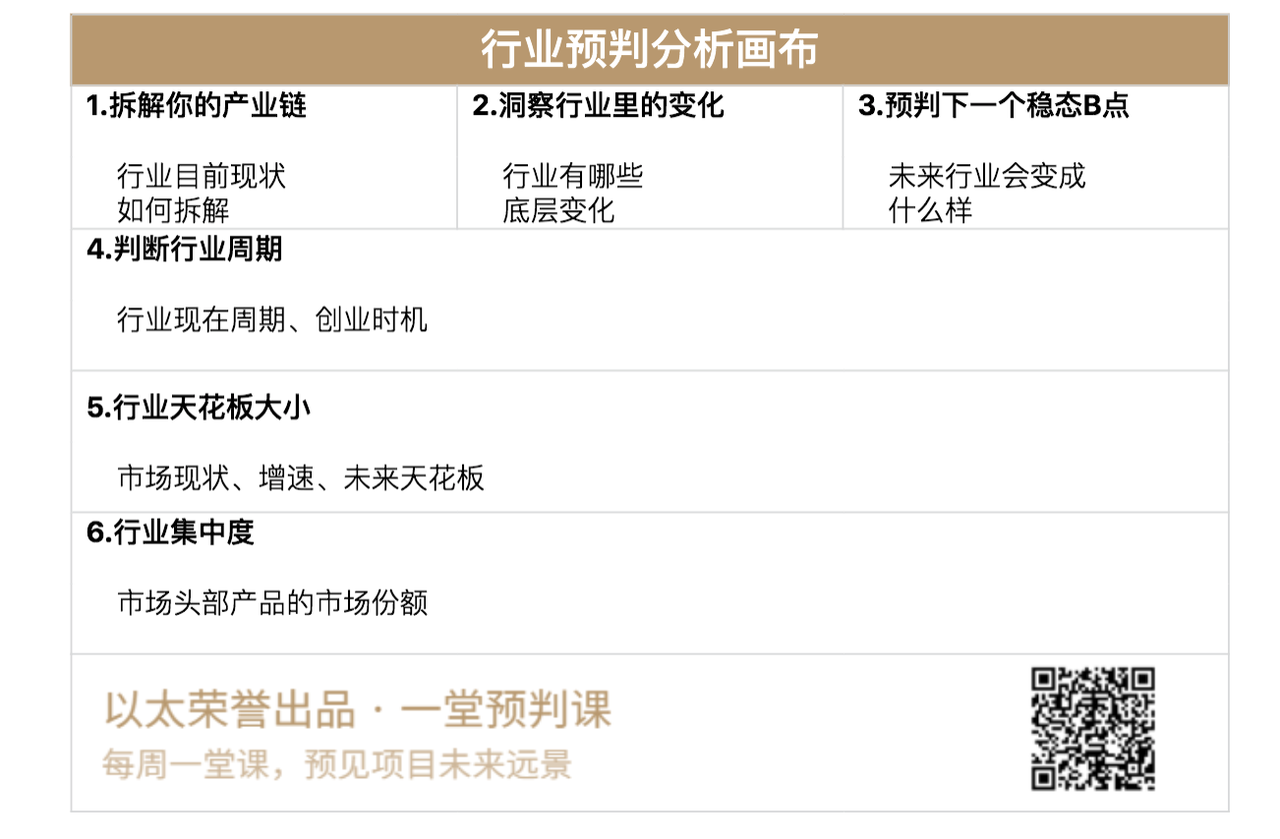 行业预判分析画布
1.拆解你的产业链
行业目前现状
如何拆解
2.洞察行业里的变化
行业有哪些
底层变化
3.预判下一个稳态B点
未来行业会变成
什么样
4.判断行业周期
行业现在周期、创业时机
5.行业天花板大小
市场现状、增速、未来天花板
6.行业集中度
市场头部产品的市场份额
以太荣誉出品 · 一堂预判课
每周一堂课，预见项目未来远景